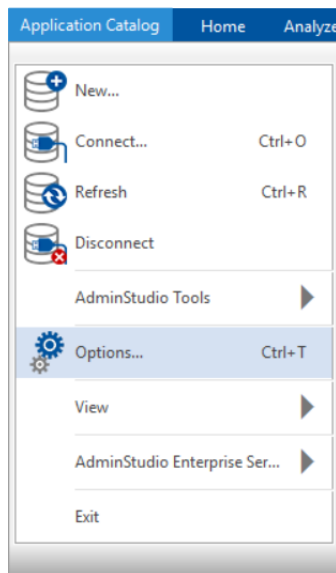 Application Catalog Home Analyze
New...
Connect... Ctrl+O
Refresh Ctrl+R
Disconnect
AdminStudio Tools
Options... Ctrl+T
View
AdminStudio Enterprise Ser...
Exit